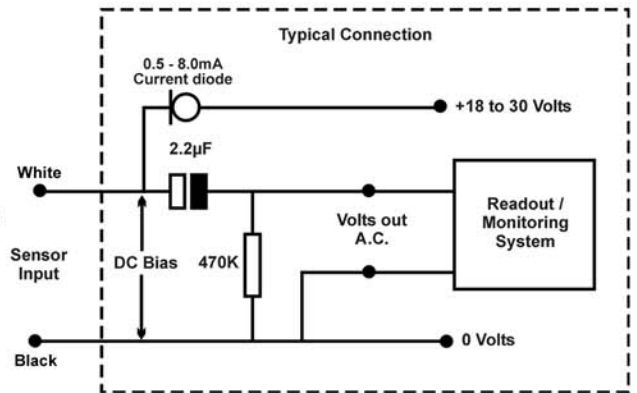 Typical Connection
0.5 - 8.0mA
Current diode
+18 to 30 Volts
2.2µF
White
Readout /
Monitoring
System
Volts out
A.C.
Sensor
Input
DC Bias
470K
0 Volts
Black